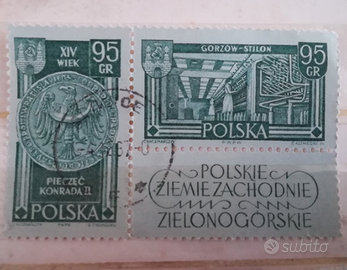 XIV
WIEK
95
GR
PIECZĘĆ
KONRADA II
POLSKA
GORZÓW-STILON
95
GR
POLSKA
POLSKIE
ZIEMIE ZACHODNIE
ZIELONOGÓRSKIE
subito